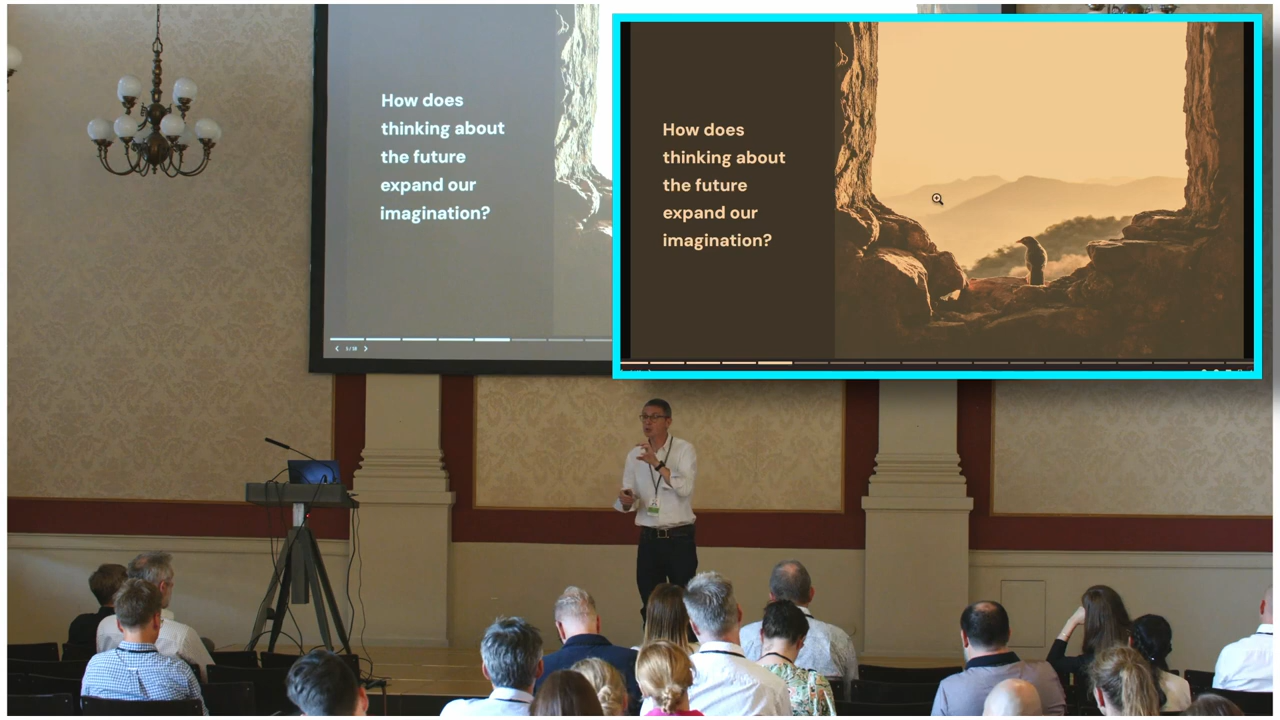 How does
thinking about
the future
expand our
imagination?
How does
thinking about
the future
expand our
imagination?